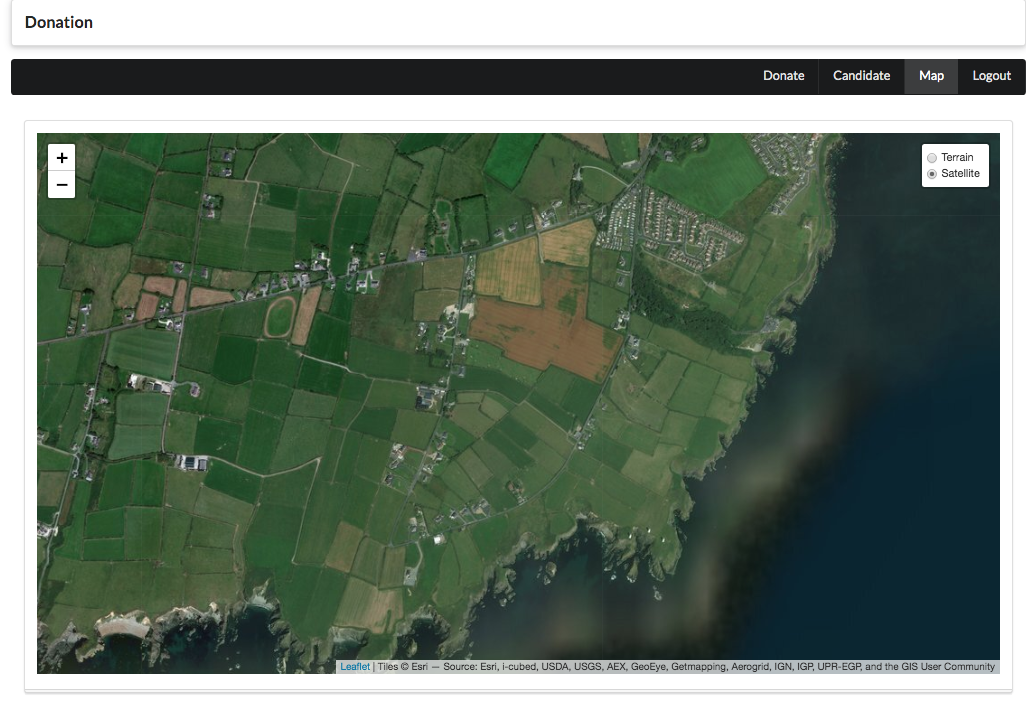 Donation
Donate Candidate Map Logout
+
−
Terrain
Satellite
Leaflet | Tiles © Esri — Source: Esri, i-cubed, USDA, USGS, AEX, GeoEye, Getmapping, Aerogrid, IGN, IGP, UPR-EGP, and the GIS User Community